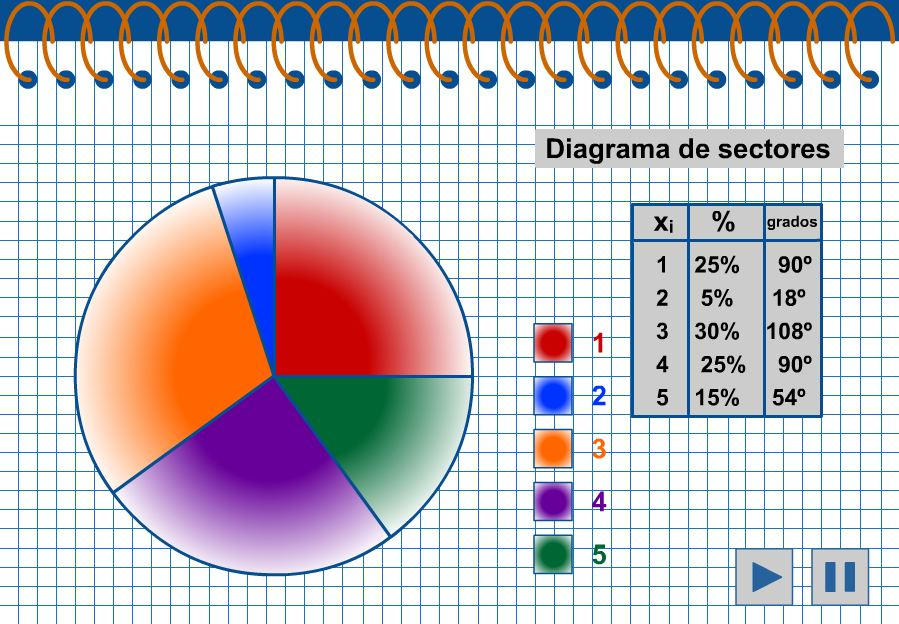 Diagrama de sectores
xi % grados
1 25% 90º
2 5% 18º
3 30% 108º
4 25% 90º
5 15% 54º
1
2
3
4
5